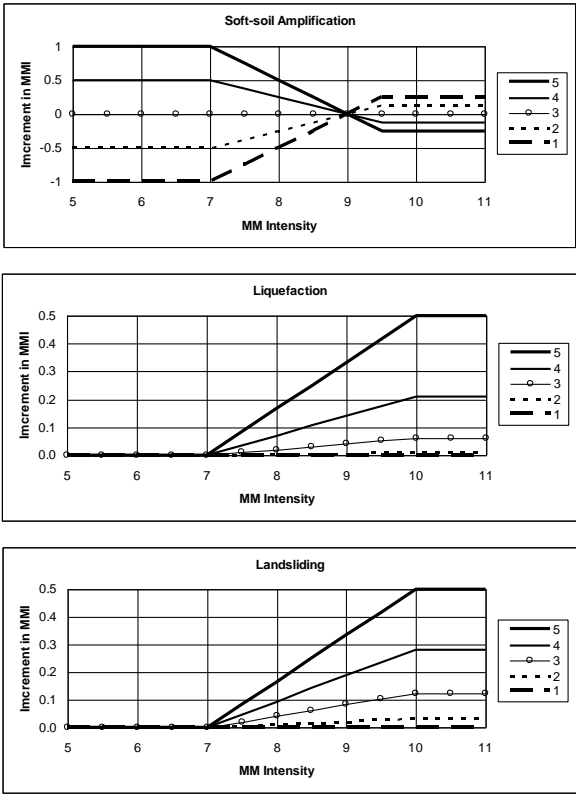 Soft-soil Amplification
Imcrement in MMI
1
0.5
0
-0.5
-1
5 6 7 8 9 10 11
MM Intensity
5
4
3
2
1
Liquefaction
Imcrement in MMI
0.5
0.4
0.3
0.2
0.1
0.0
5 6 7 8 9 10 11
MM Intensity
5
4
3
2
1
Landsliding
Imcrement in MMI
0.5
0.4
0.3
0.2
0.1
0.0
5 6 7 8 9 10 11
MM Intensity
5
4
3
2
1